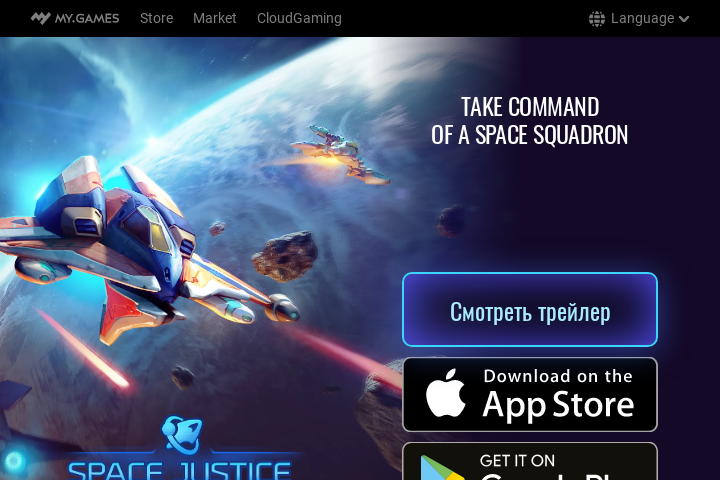 MY.GAMES Store Market CloudGaming Language
TAKE COMMAND
OF A SPACE SQUADRON
Смотреть трейлер
Download on the
App Store
SPACE JUSTICE
GET IT ON